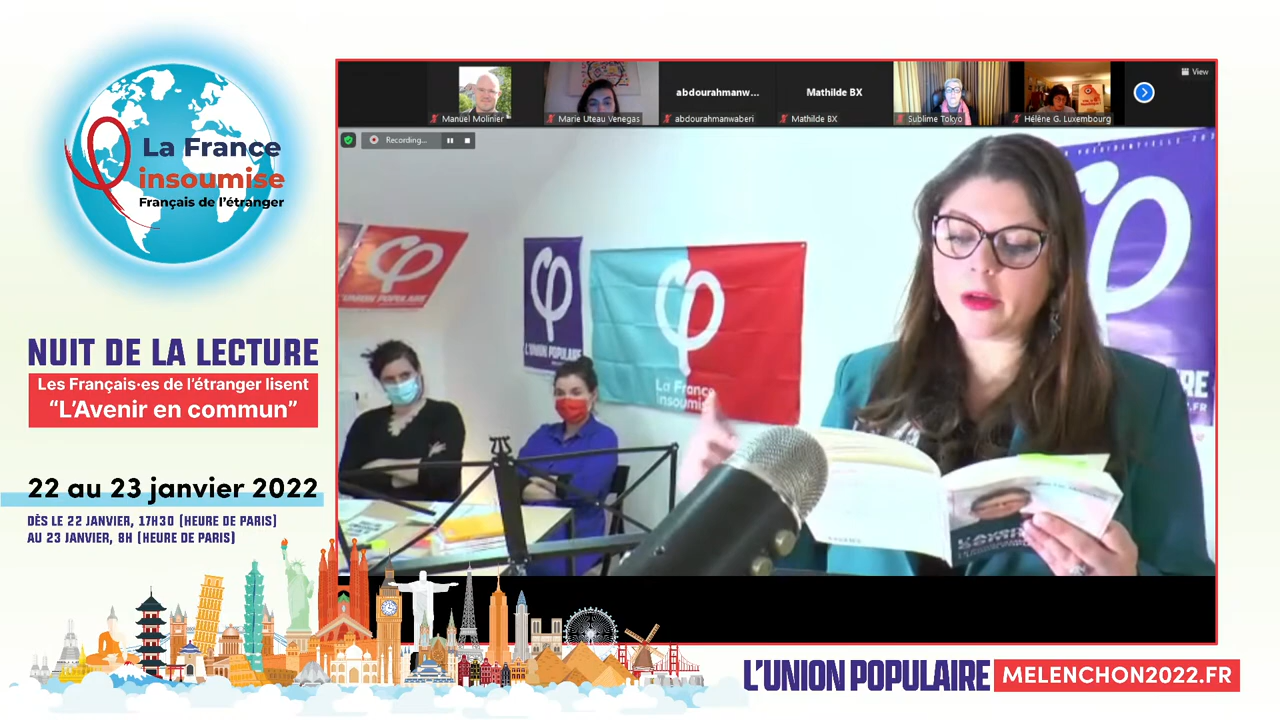 La France
insoumise
Français de l'étranger
NUIT DE LA LECTURE
Les Français·es de l'étranger lisent
“L'Avenir en commun”
22 au 23 janvier 2022
DÈS LE 22 JANVIER, 17H30 (HEURE DE PARIS)
AU 23 JANVIER, 8H (HEURE DE PARIS)
View
abdourahmanw...
Mathilde BX
Manuel Molinier
Marie Uteau Venegas
abdourahmanwaberi
Mathilde BX
Sublime Tokyo
Hélène G. Luxembourg
Recording...
L'UNION POPULAIRE
L'UNION POPULAIRE
La France
insoumise
L'UNION POPULAIRE
MELENCHON2022.FR